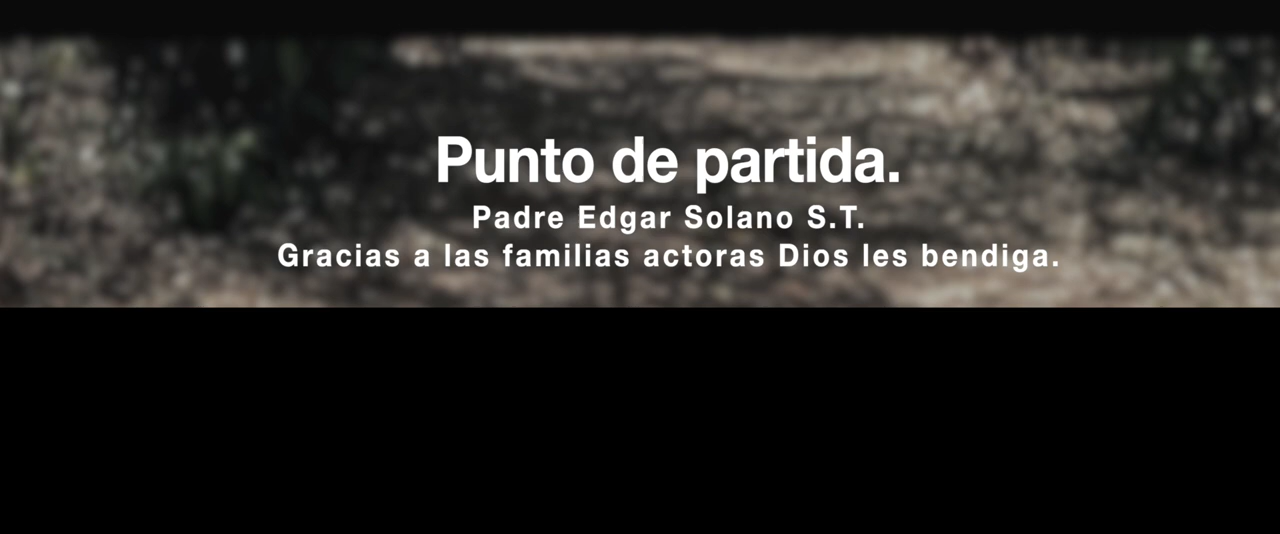 Punto de partida.
Padre Edgar Solano S.T.
Gracias a las familias actoras Dios les bendiga.